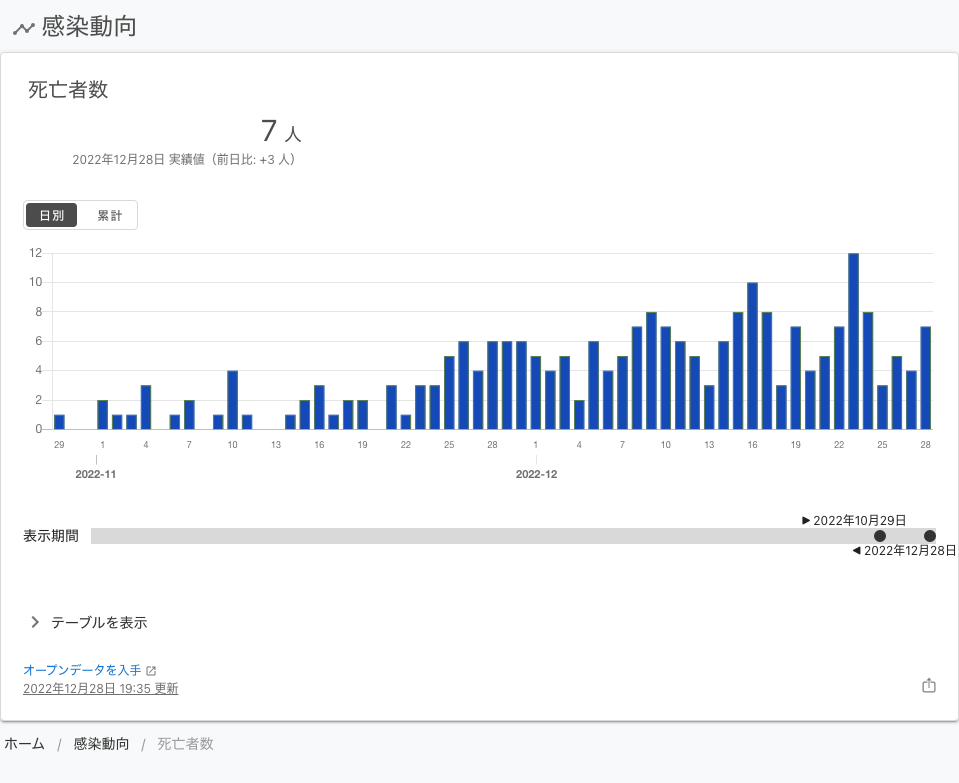 感染動向
死亡者数
7 人
2022年12月28日 実績値（前日比: +3 人）
日別 累計
12
10
8
6
4
2
0
29 1 4 7 10 13 16 19 22 25 28 1 4 7 10 13 16 19 22 25 28
2022-11 2022-12
2022年10月29日
表示期間
2022年12月28日
テーブルを表示
オープンデータを入手
2022年12月28日 19:35 更新
ホーム / 感染動向 / 死亡者数